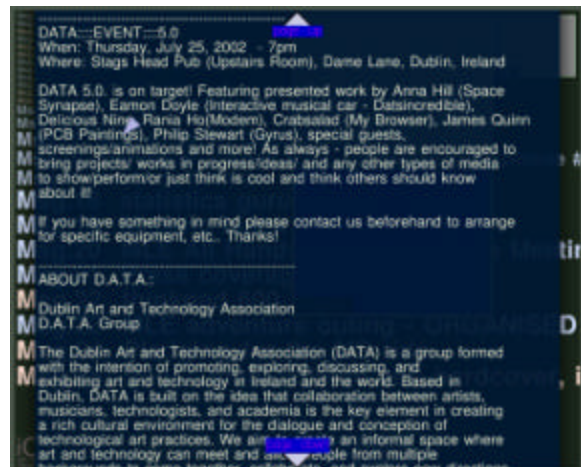 DATA::::EVENT::::5.0
When: Thursday, July 25, 2002 - 7pm
Where: Stags Head Pub (Upstairs Room), Dame Lane, Dublin, Ireland
DATA 5.0. is on target! Featuring presented work by Anna Hill (Space
Synapse), Eamon Doyle (Interactive musical car - Datsincredible),
Delicious Nine, Rania Ho(Modem), Crabsalad (My Browser), James Quinn
(PCB Paintings), Philip Stewart (Gyrus), special guests,
screenings/animations and more! As always - people are encouraged to
bring projects/ works in progress/ideas/ and any other types of media
to show/perform/or just think is cool and think others should know
about it!
If you have something in mind please contact us beforehand to arrange
for specific equipment, etc.. Thanks!
ABOUT D.A.T.A.:
Dublin Art and Technology Association
D.A.T.A. Group
The Dublin Art and Technology Association (DATA) is a group formed
with the intention of promoting, exploring, discussing, and
exhibiting art and technology in Ireland and the world. Based in
Dublin, DATA is built on the idea that collaboration between artists,
musicians, technologists, and academia is the key element in creating
a rich cultural environment for the dialogue and conception of
technological art practices. We an informal space where
art and technology can meet and people from multiple